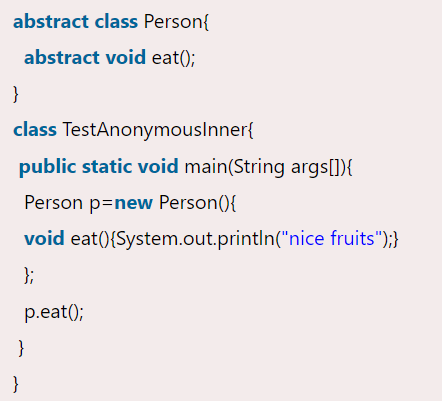 abstract class Person{
abstract void eat();
}
class TestAnonymousInner{
public static void main(String args[]){
Person p=new Person(){
void eat(){System.out.println("nice fruits");}
};
p.eat();
}
}